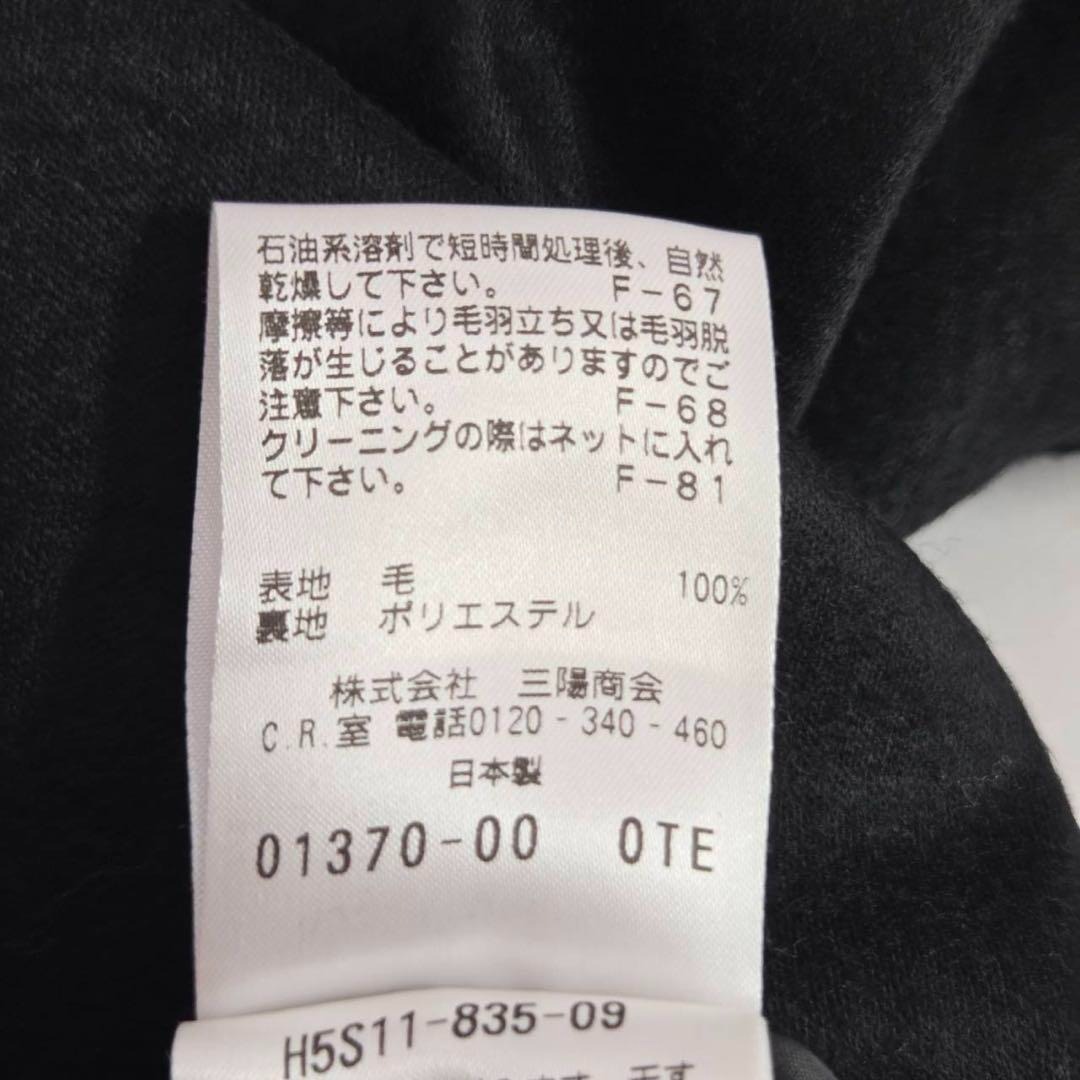 石油系溶剤で短時間処理後、自然
乾燥して下さい。 F-67
摩擦等により毛羽立ち又は毛羽脱
落が生じることがありますのでご
注意下さい。 F-68
クリーニングの際はネットに入れ
て下さい。 F-81
表地 毛 100%
裏地 ポリエステル
株式会社 三陽商会
C.R.室 電話0120-340-460
日本製
01370-00 0TE
H5S11-835-09